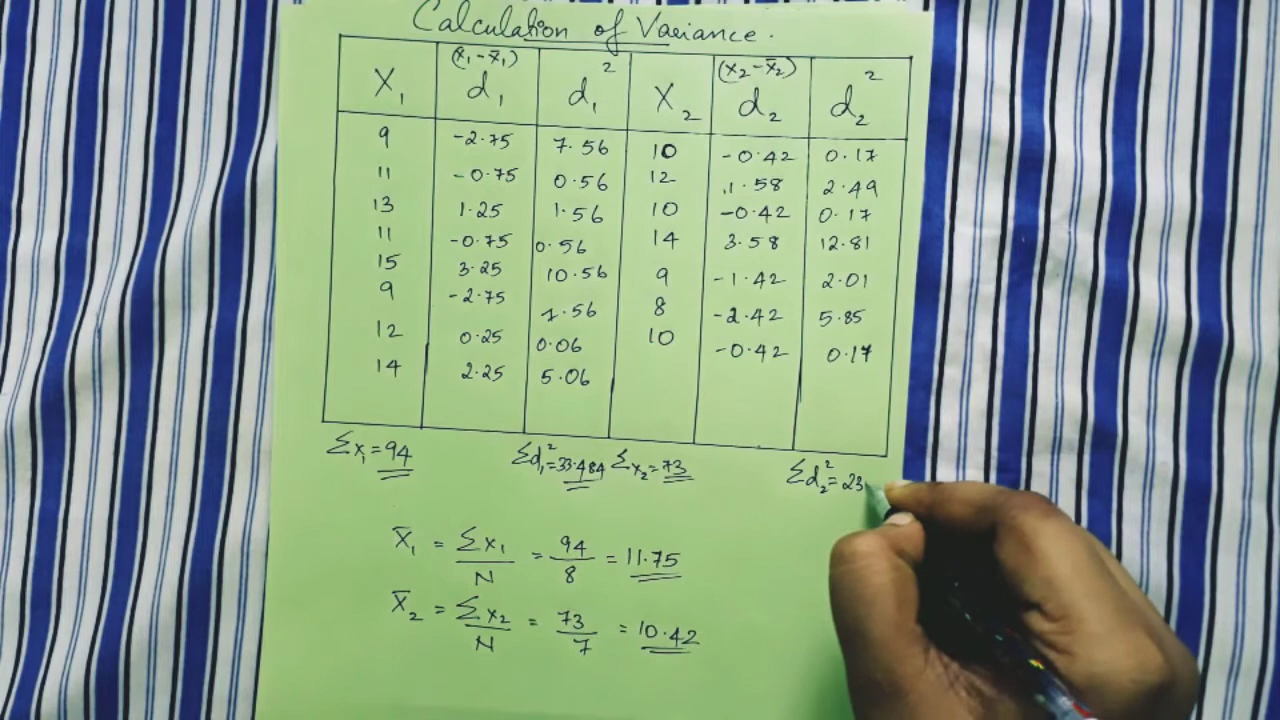 Calculation of Variance.
X₁ (x₁-x̄₁) d₁ d₁² X₂ (x₂-x̄₂) d₂ d₂²
9 -2.75 7.56 10 -0.42 0.17
11 -0.75 0.56 12 1.58 2.49
13 1.25 1.56 10 -0.42 0.17
11 -0.75 0.56 14 3.58 12.81
15 3.25 10.56 9 -1.42 2.01
9 -2.75 7.56 8 -2.42 5.85
12 0.25 0.06 10 -0.42 0.17
14 2.25 5.06
Σx₁=94 Σd₁²=33.484 Σx₂=73 Σd₂²=23
X̄₁ = Σx₁/N = 94/8 = 11.75
X̄₂ = Σx₂/N = 73/7 = 10.42